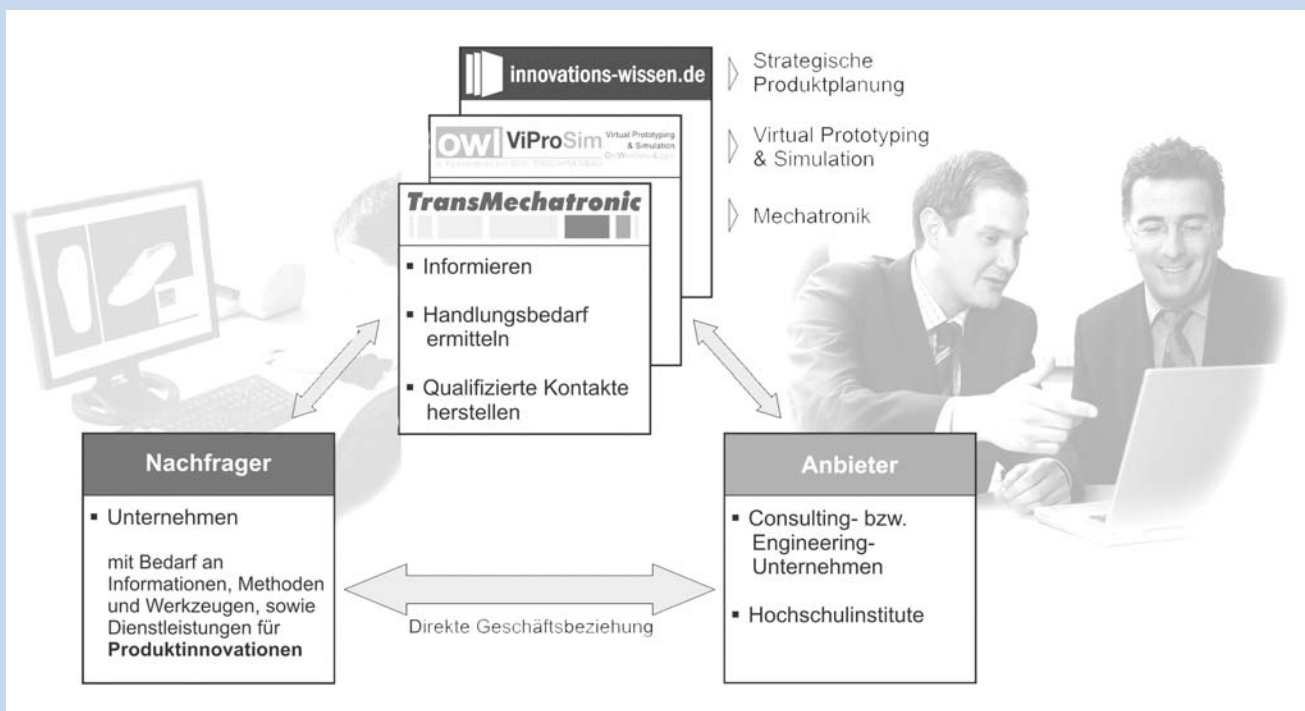 innovations-wissen.de
Strategische
Produktplanung
owl ViProSim Virtual Prototyping
& Simulation
OstWestfalen-Lippe
Virtual Prototyping
& Simulation
TransMechatronic
Mechatronik
▪ Informieren
▪ Handlungsbedarf
ermitteln
▪ Qualifizierte Kontakte
herstellen
Nachfrager
▪ Unternehmen
mit Bedarf an
Informationen, Methoden
und Werkzeugen, sowie
Dienstleistungen für
Produktinnovationen
Direkte Geschäftsbeziehung
Anbieter
▪ Consulting- bzw.
Engineering-
Unternehmen
▪ Hochschulinstitute